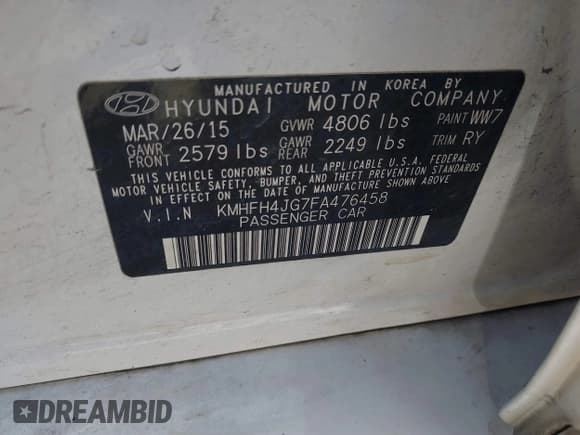 MANUFACTURED IN KOREA BY
HYUNDAI MOTOR COMPANY
MAR/26/15 GVWR 4806 lbs PAINT WW7
GAWR FRONT 2579 lbs GAWR REAR 2249 lbs TRIM RY
THIS VEHICLE CONFORMS TO ALL APPLICABLE U.S.A. FEDERAL
MOTOR VEHICLE SAFETY, BUMPER, AND THEFT PREVENTION STANDARDS
IN EFFECT ON THE DATE OF MANUFACTURE SHOWN ABOVE.
V.I.N KMHFH4JG7FA476458
PASSENGER CAR
DREAMBID